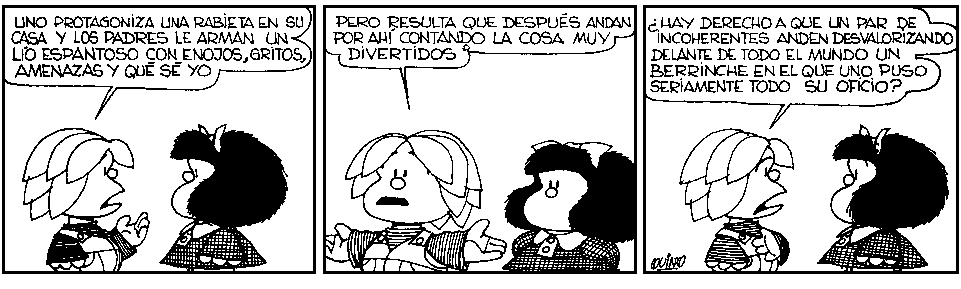 UNO PROTAGONIZA UNA RABIETA EN SU
CASA Y LOS PADRES LE ARMAN UN
LÍO ESPANTOSO CON ENOJOS, GRITOS,
AMENAZAS Y QUÉ SÉ YO
PERO RESULTA QUE DESPUÉS ANDAN
POR AHÍ CONTANDO LA COSA MUY
DIVERTIDOS
¿HAY DERECHO A QUE UN PAR DE
INCOHERENTES ANDEN DESVALORIZANDO
DELANTE DE TODO EL MUNDO UN
BERRINCHE EN EL QUE UNO PUSO
SERIAMENTE TODO SU OFICIO?
QUINO